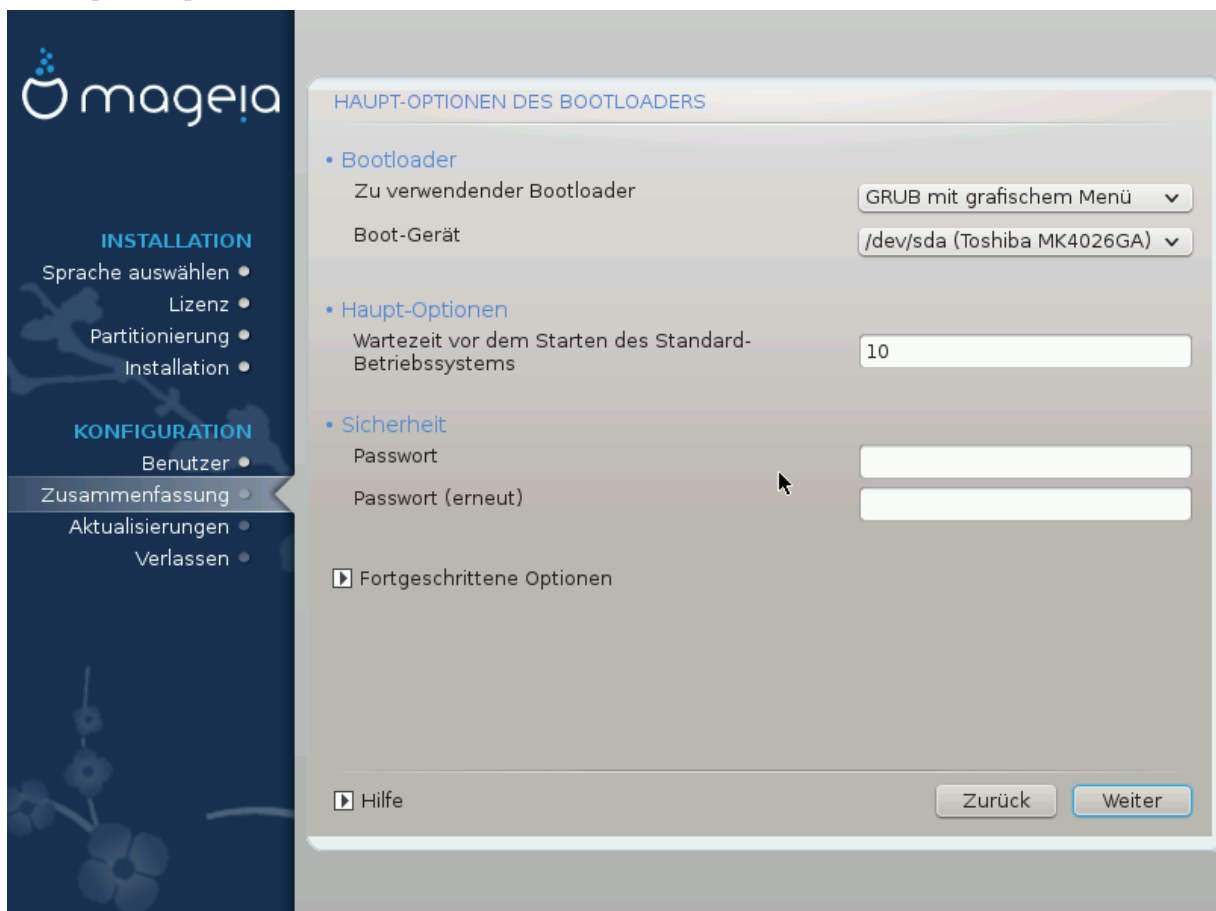 mageia
INSTALLATION
Sprache auswählen
Lizenz
Partitionierung
Installation
KONFIGURATION
Benutzer
Zusammenfassung
Aktualisierungen
Verlassen
HAUPT-OPTIONEN DES BOOTLOADERS
• Bootloader
Zu verwendender Bootloader
GRUB mit grafischem Menü
Boot-Gerät
/dev/sda (Toshiba MK4026GA)
• Haupt-Optionen
Wartezeit vor dem Starten des Standard-
Betriebssystems
10
• Sicherheit
Passwort
Passwort (erneut)
Fortgeschrittene Optionen
Hilfe
Zurück
Weiter